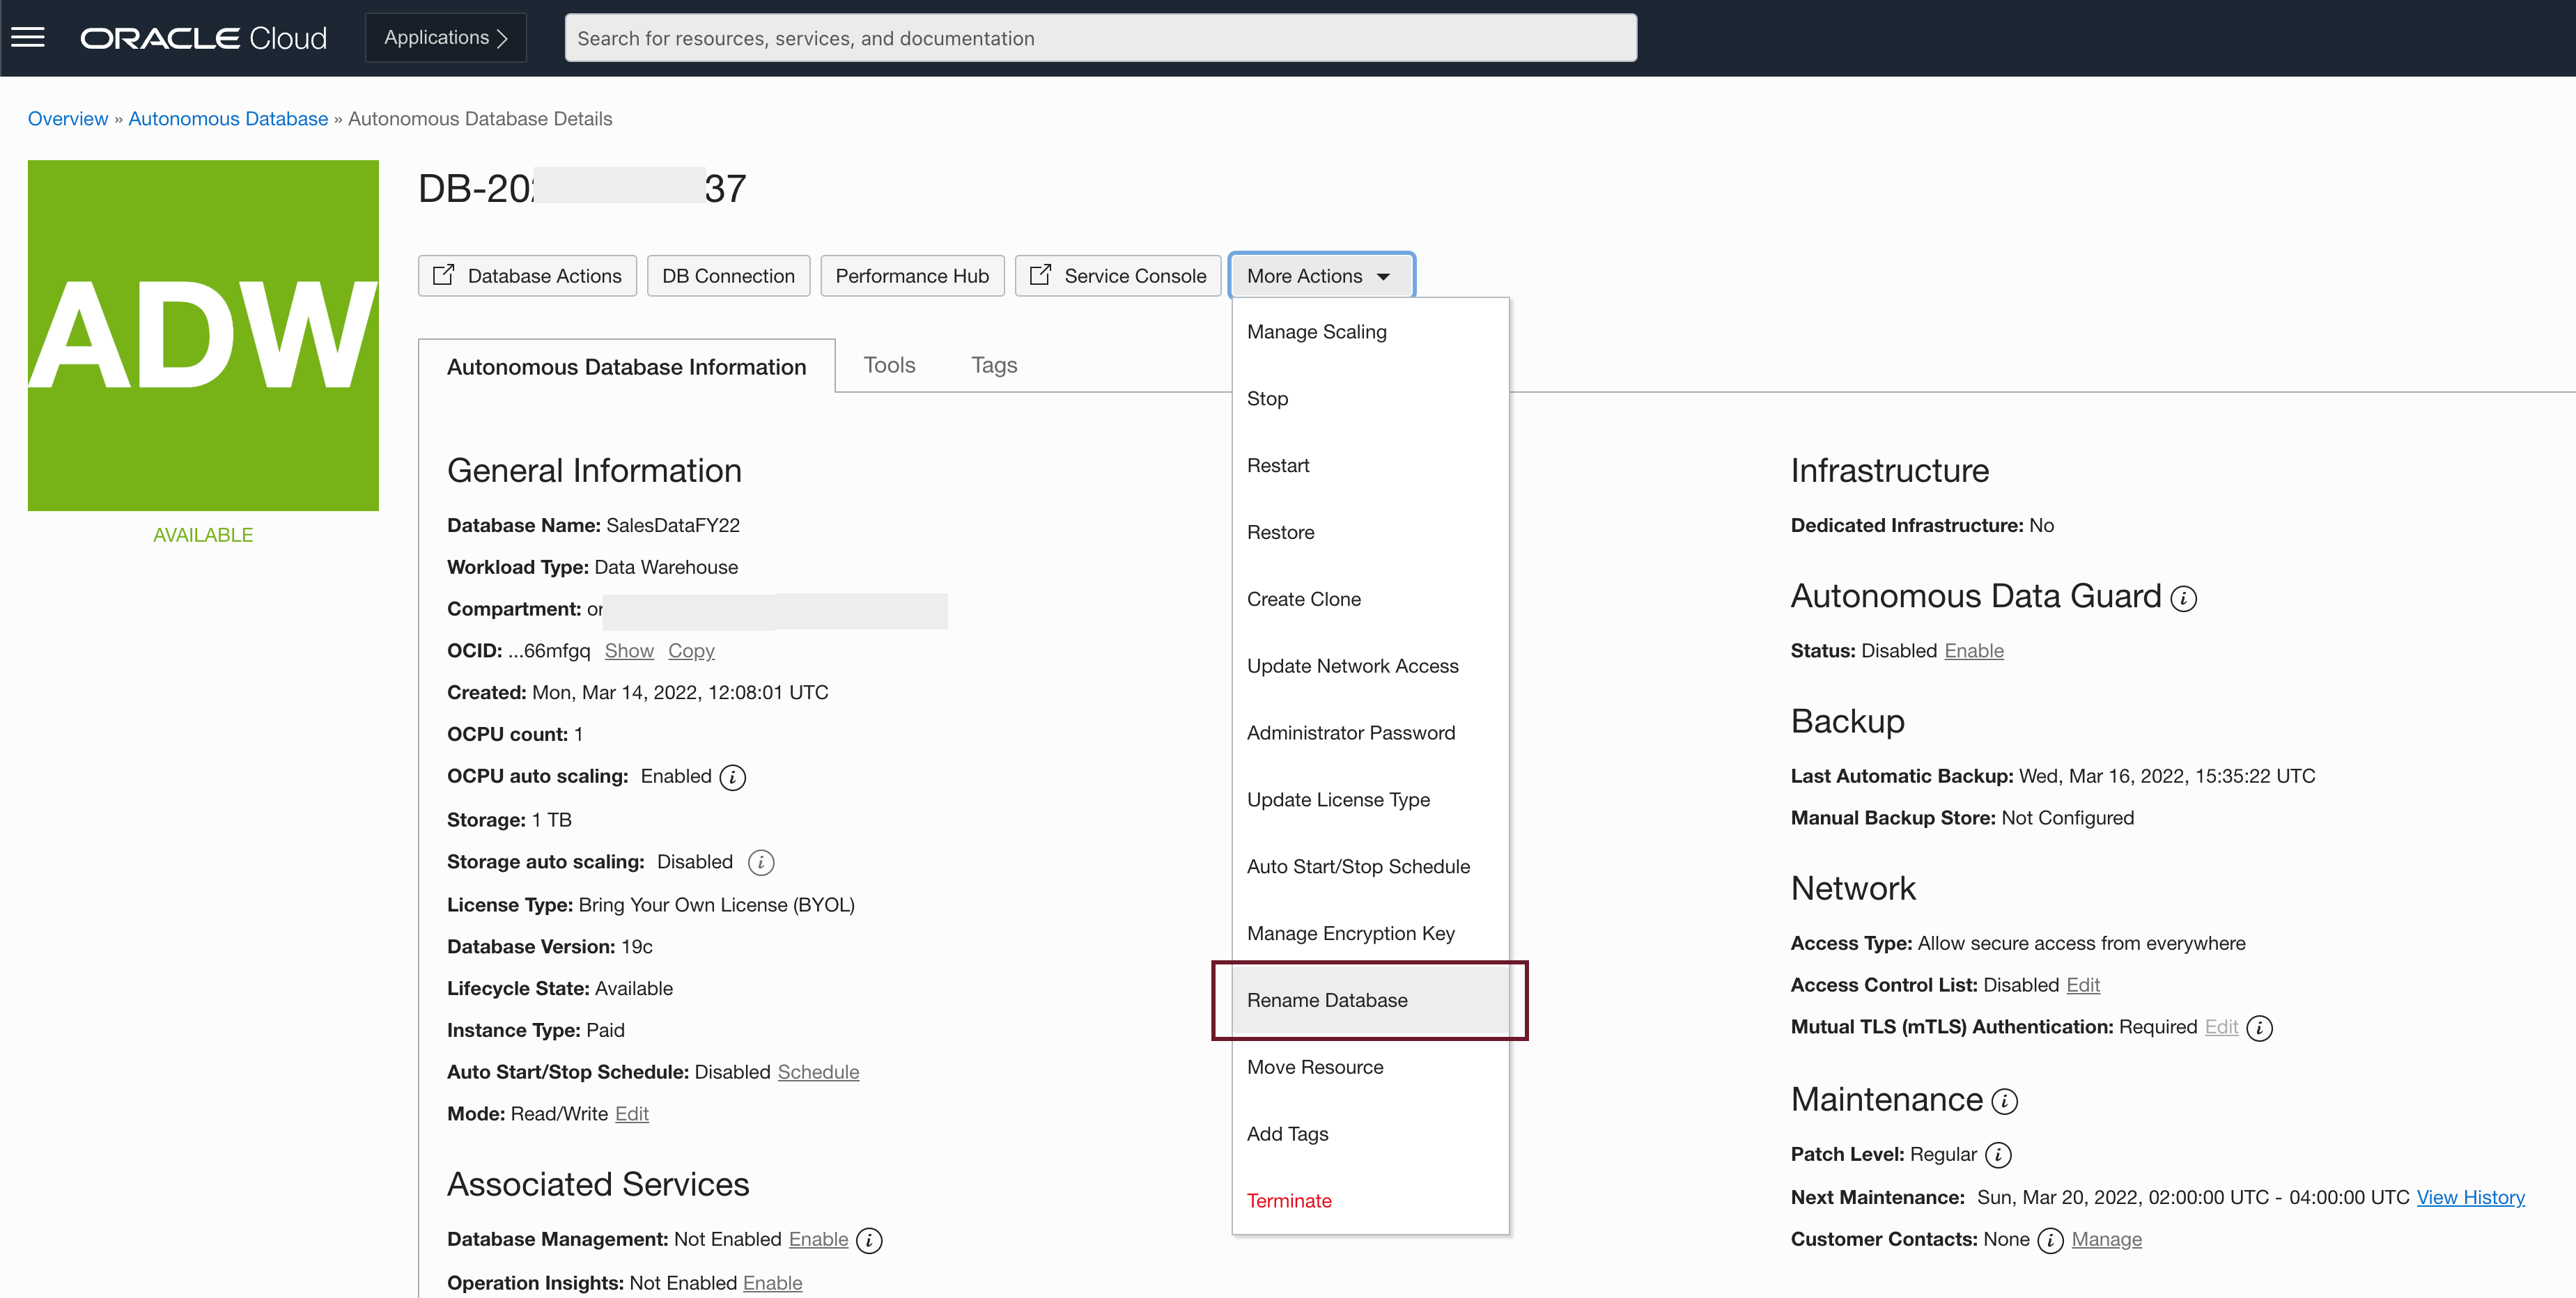 ORACLE Cloud
Applications
Search for resources, services, and documentation
Overview » Autonomous Database » Autonomous Database Details
ADW
AVAILABLE
DB-20 37
Database Actions
DB Connection
Performance Hub
Service Console
More Actions
Manage Scaling
Stop
Restart
Restore
Create Clone
Update Network Access
Administrator Password
Update License Type
Auto Start/Stop Schedule
Manage Encryption Key
Rename Database
Move Resource
Add Tags
Terminate
Autonomous Database Information
Tools
Tags
General Information
Database Name: SalesDataFY22
Workload Type: Data Warehouse
Compartment:
OCID: ...66mfgq Show Copy
Created: Mon, Mar 14, 2022, 12:08:01 UTC
OCPU count: 1
OCPU auto scaling: Enabled i
Storage: 1 TB
Storage auto scaling: Disabled i
License Type: Bring Your Own License (BYOL)
Database Version: 19c
Lifecycle State: Available
Instance Type: Paid
Auto Start/Stop Schedule: Disabled Schedule
Mode: Read/Write Edit
Associated Services
Database Management: Not Enabled Enable i
Operation Insights: Not Enabled Enable
Infrastructure
Dedicated Infrastructure: No
Autonomous Data Guard i
Status: Disabled Enable
Backup
Last Automatic Backup: Wed, Mar 16, 2022, 15:35:22 UTC
Manual Backup Store: Not Configured
Network
Access Type: Allow secure access from everywhere
Access Control List: Disabled Edit
Mutual TLS (mTLS) Authentication: Required Edit i
Maintenance i
Patch Level: Regular i
Next Maintenance: Sun, Mar 20, 2022, 02:00:00 UTC - 04:00:00 UTC View History
Customer Contacts: None i Manage